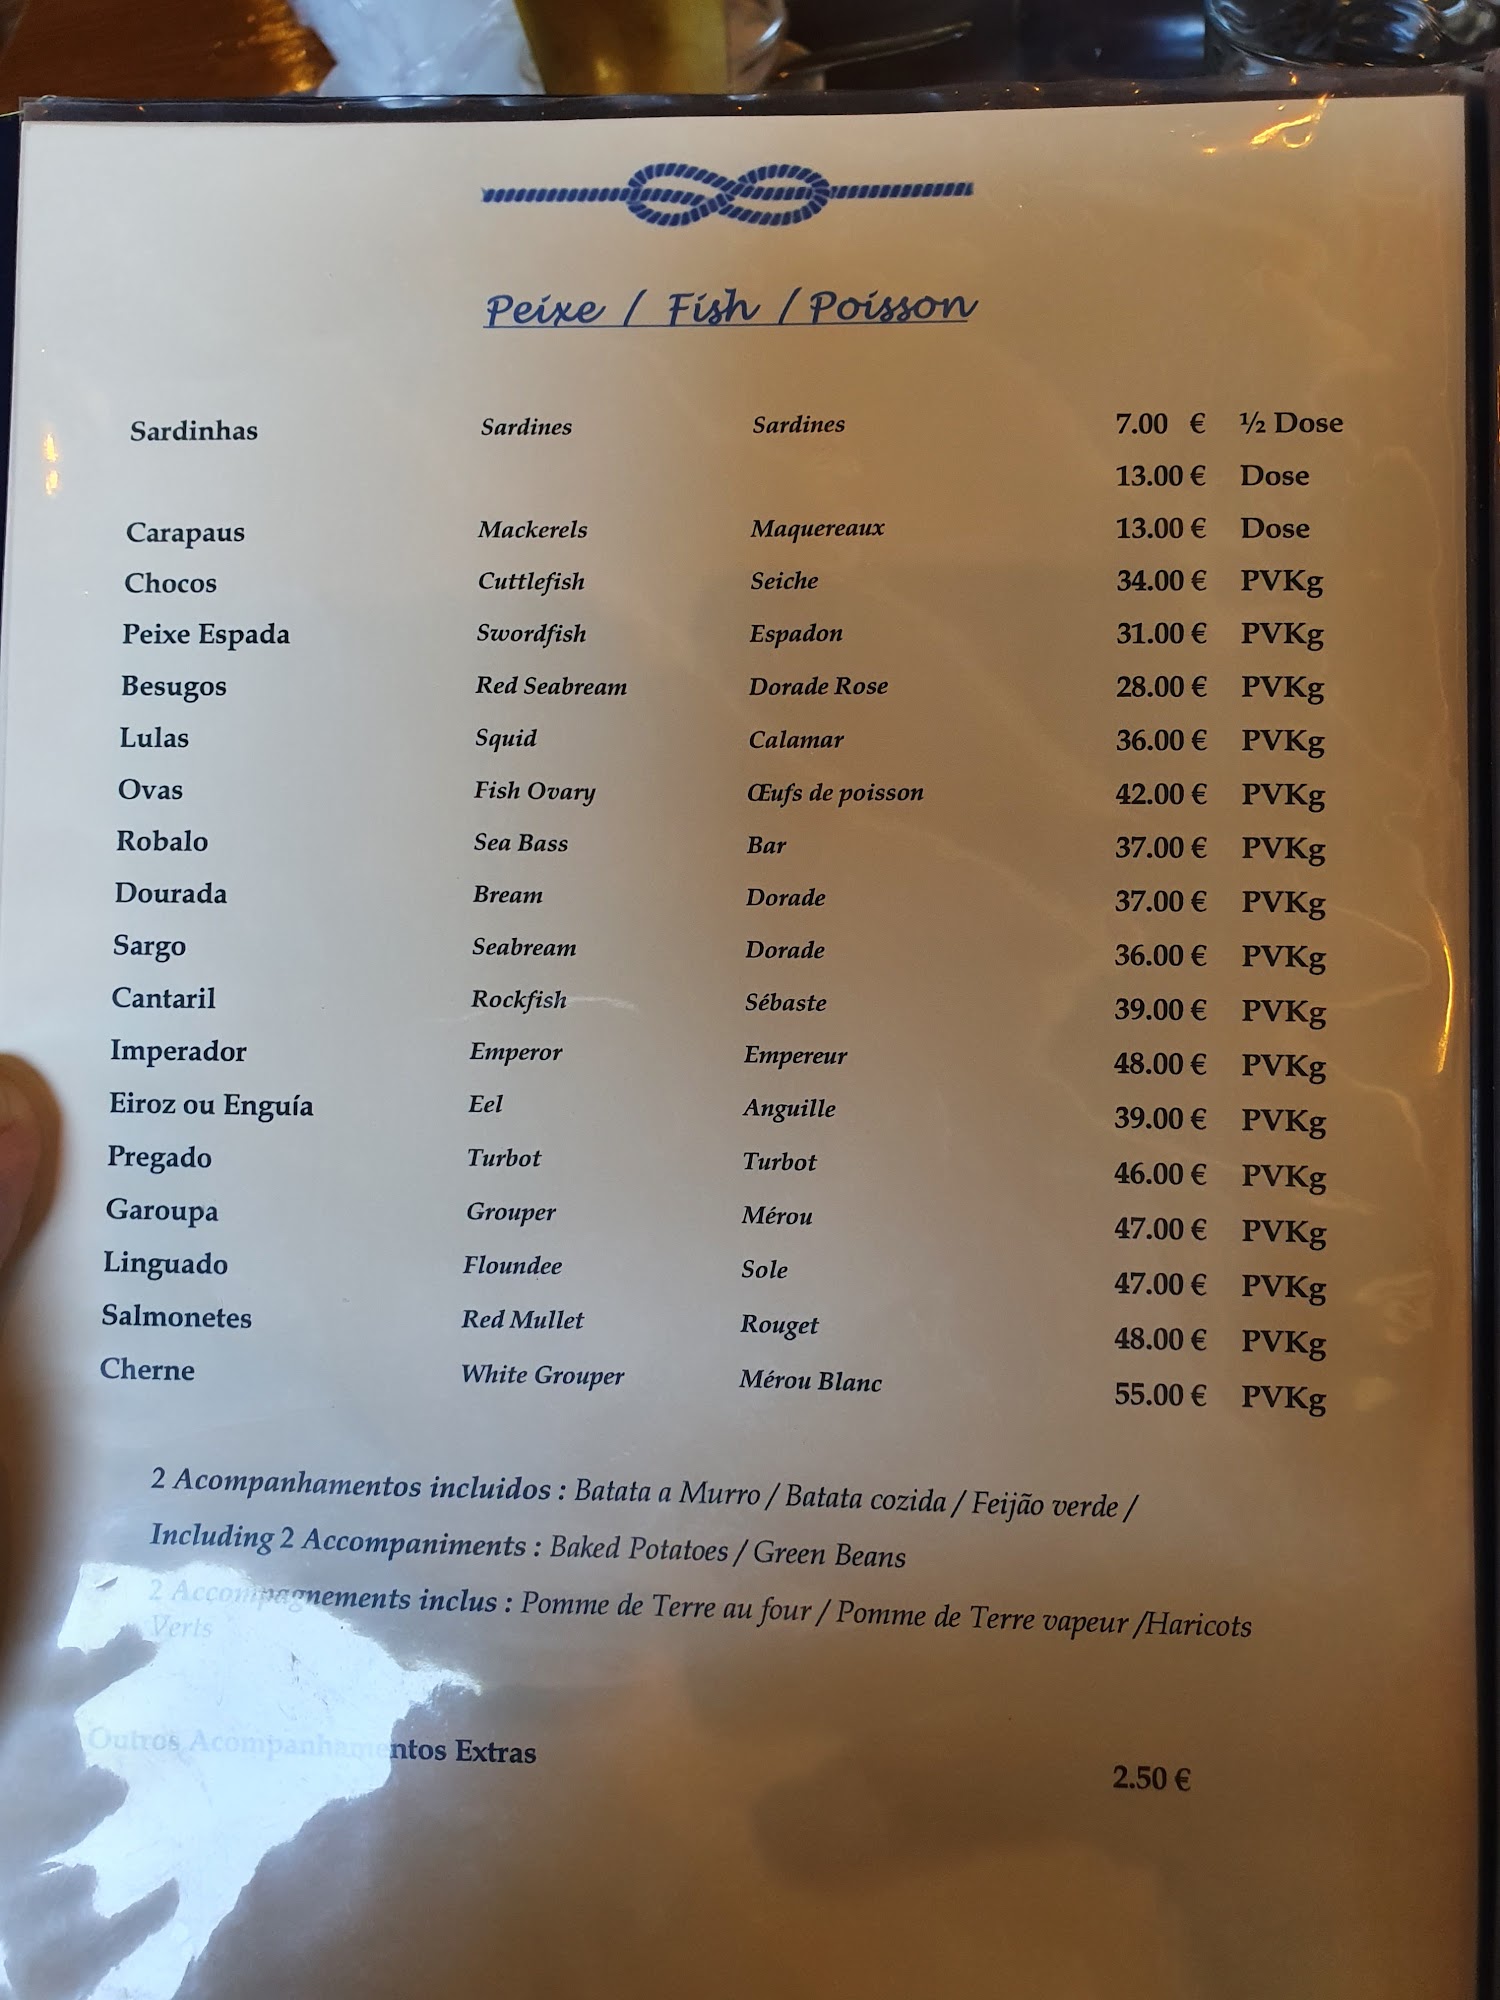 Peixe / Fish / Poisson
Sardinhas Sardines Sardines 7.00 € ½ Dose
13.00 € Dose
Carapaus Mackerels Maquereaux 13.00 € Dose
Chocos Cuttlefish Seiche 34.00 € PVKg
Peixe Espada Swordfish Espadon 31.00 € PVKg
Besugos Red Seabream Dorade Rose 28.00 € PVKg
Lulas Squid Calamar 36.00 € PVKg
Ovas Fish Ovary Œufs de poisson 42.00 € PVKg
Robalo Sea Bass Bar 37.00 € PVKg
Dourada Bream Dorade 37.00 € PVKg
Sargo Seabream Dorade 36.00 € PVKg
Cantaril Rockfish Sébaste 39.00 € PVKg
Imperador Emperor Empereur 48.00 € PVKg
Eiroz ou Enguía Eel Anguille 39.00 € PVKg
Pregado Turbot Turbot 46.00 € PVKg
Garoupa Grouper Mérou 47.00 € PVKg
Linguado Floundee Sole 47.00 € PVKg
Salmonetes Red Mullet Rouget 48.00 € PVKg
Cherne White Grouper Mérou Blanc 55.00 € PVKg
2 Acompanhamentos incluidos : Batata a Murro / Batata cozida / Feijão verde /
Including 2 Accompaniments : Baked Potatoes / Green Beans
2 Accompagnements inclus : Pomme de Terre au four / Pomme de Terre vapeur /Haricots
Verts
Outros Acompanhamentos Extras 2.50 €